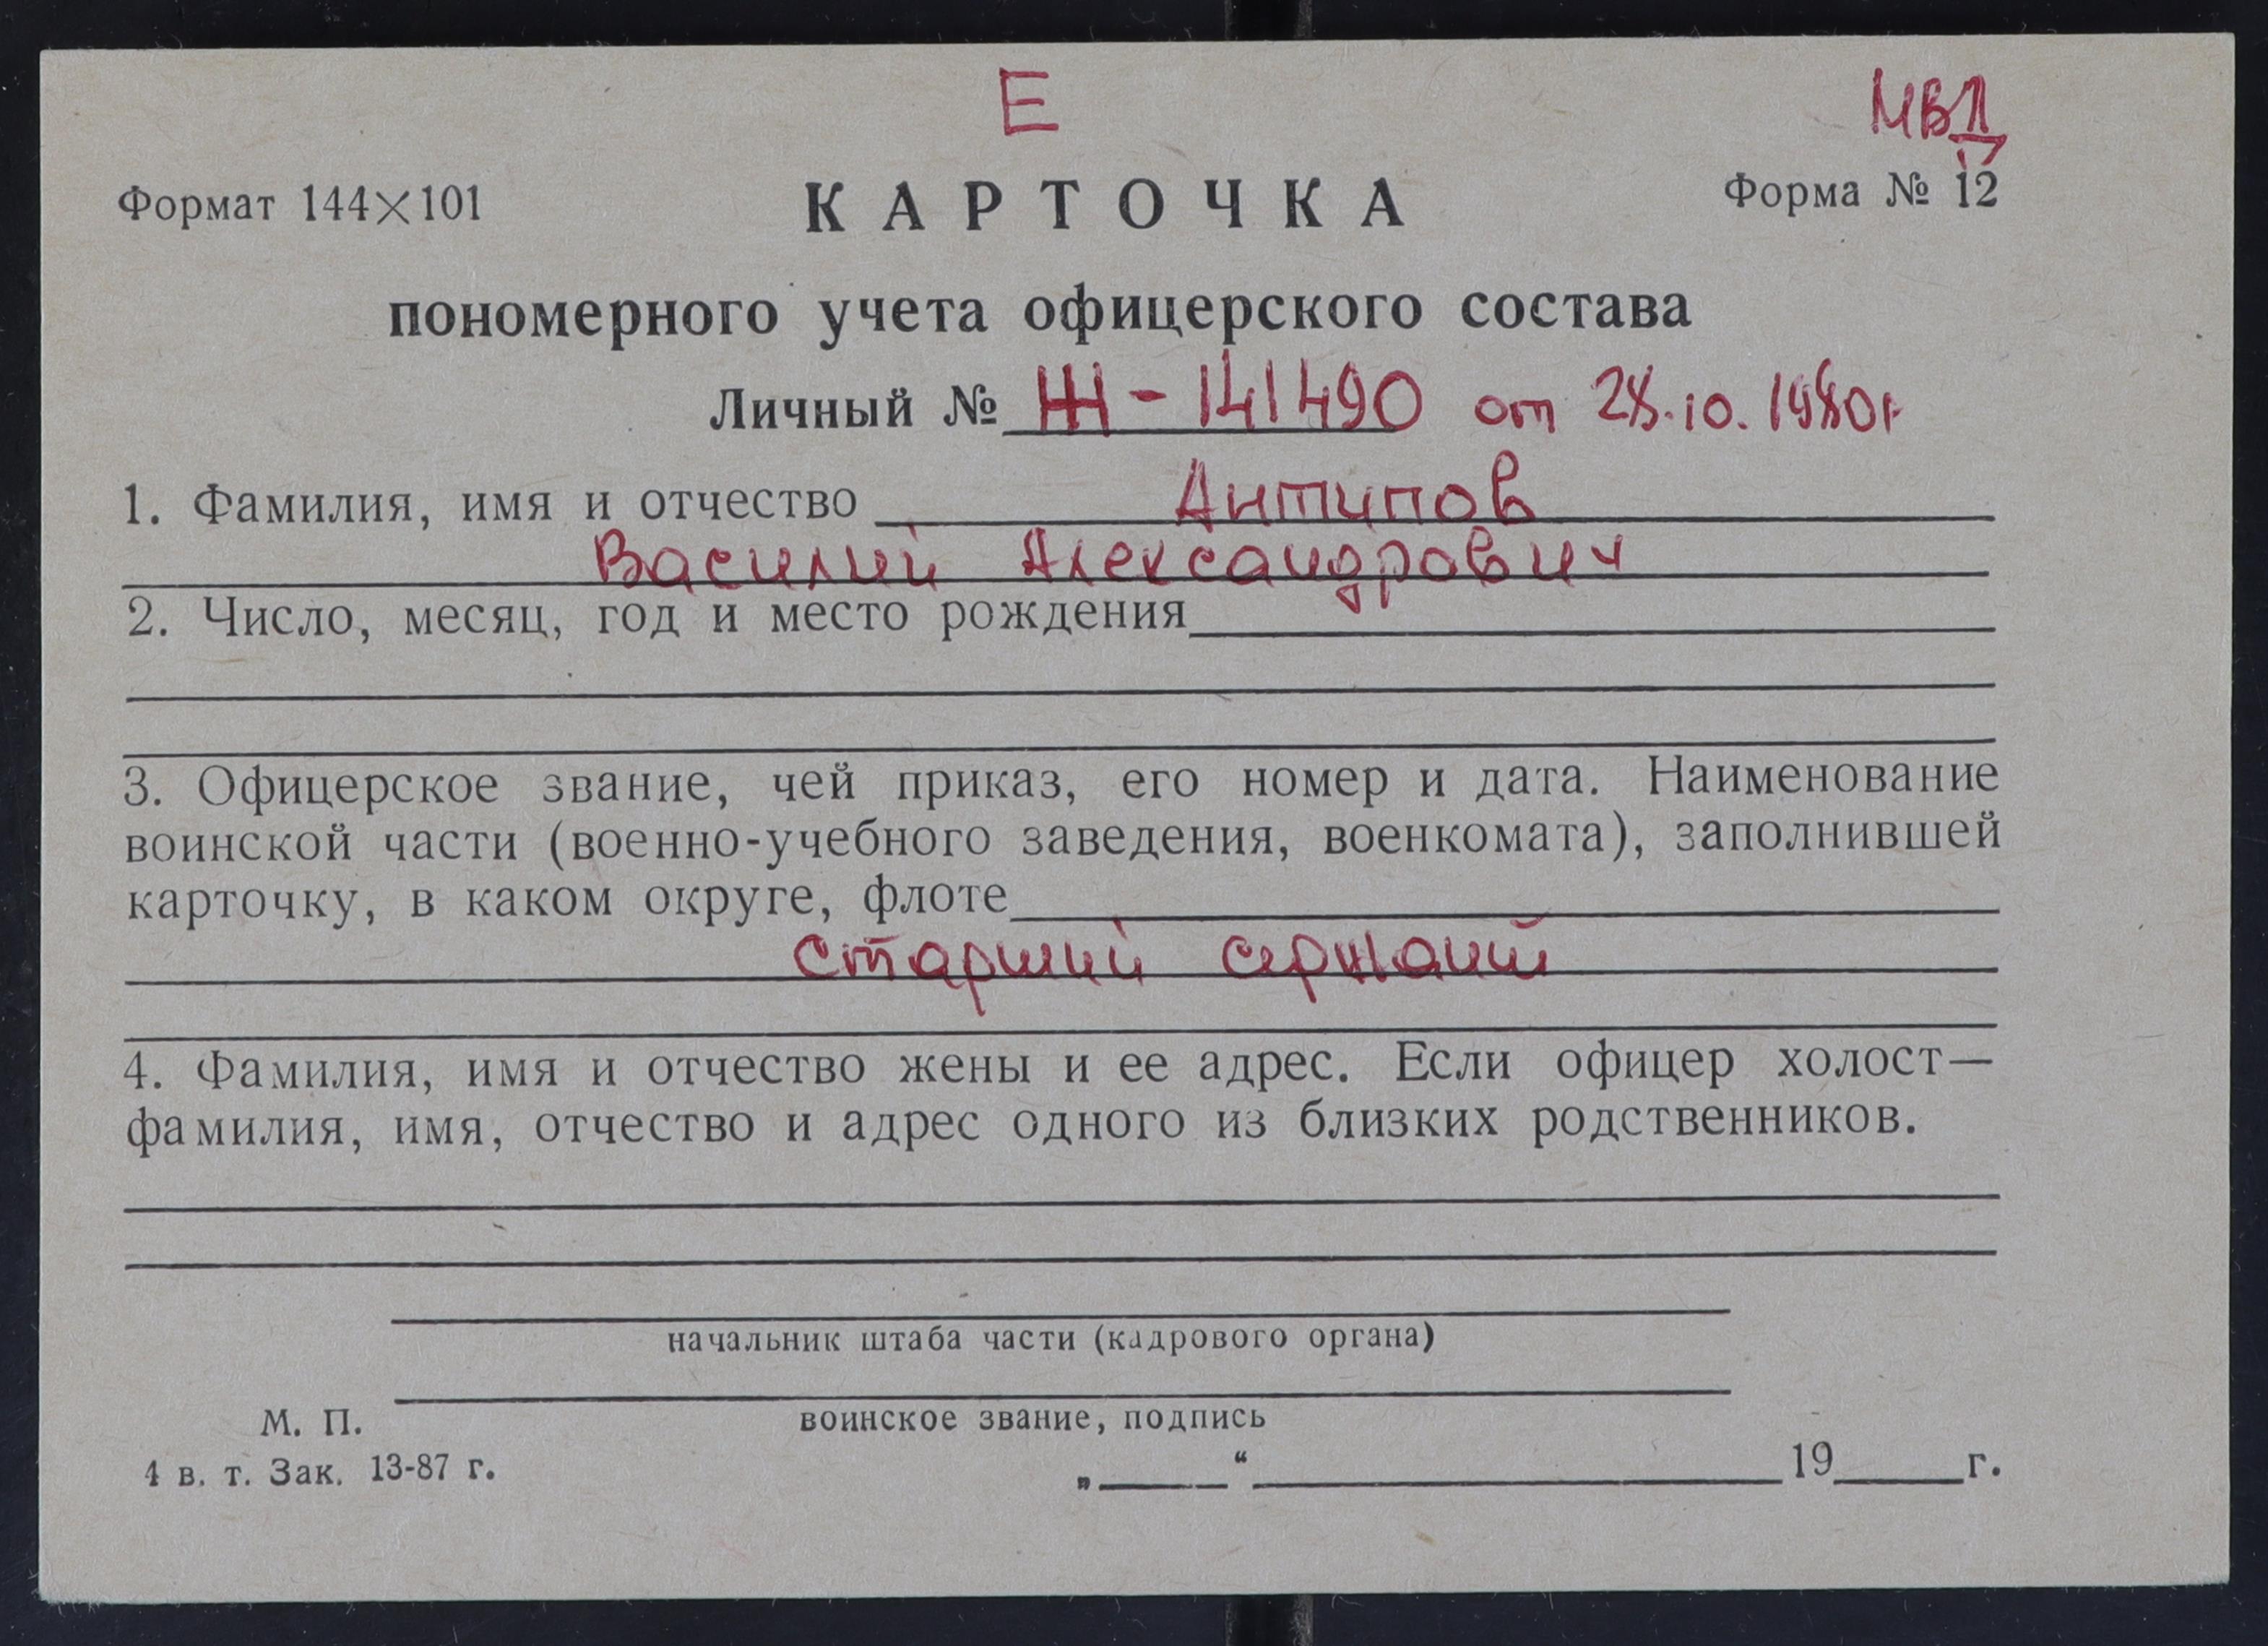 Е
МВД
Формат 144×101
КАРТОЧКА
Форма № 12
пономерного учета офицерского состава
Личный № Ж-141490 от 28.10.1980г
1. Фамилия, имя и отчество Антипов
Василий Александрович
2. Число, месяц, год и место рождения
3. Офицерское звание, чей приказ, его номер и дата. Наименование
воинской части (военно-учебного заведения, военкомата), заполнившей
карточку, в каком округе, флоте
старший сержант
4. Фамилия, имя и отчество жены и ее адрес. Если офицер холост—
фамилия, имя, отчество и адрес одного из близких родственников.
начальник штаба части (кадрового органа)
М. П.
воинское звание, подпись
4 в. т. Зак. 13-87 г.
„ “ 19 г.